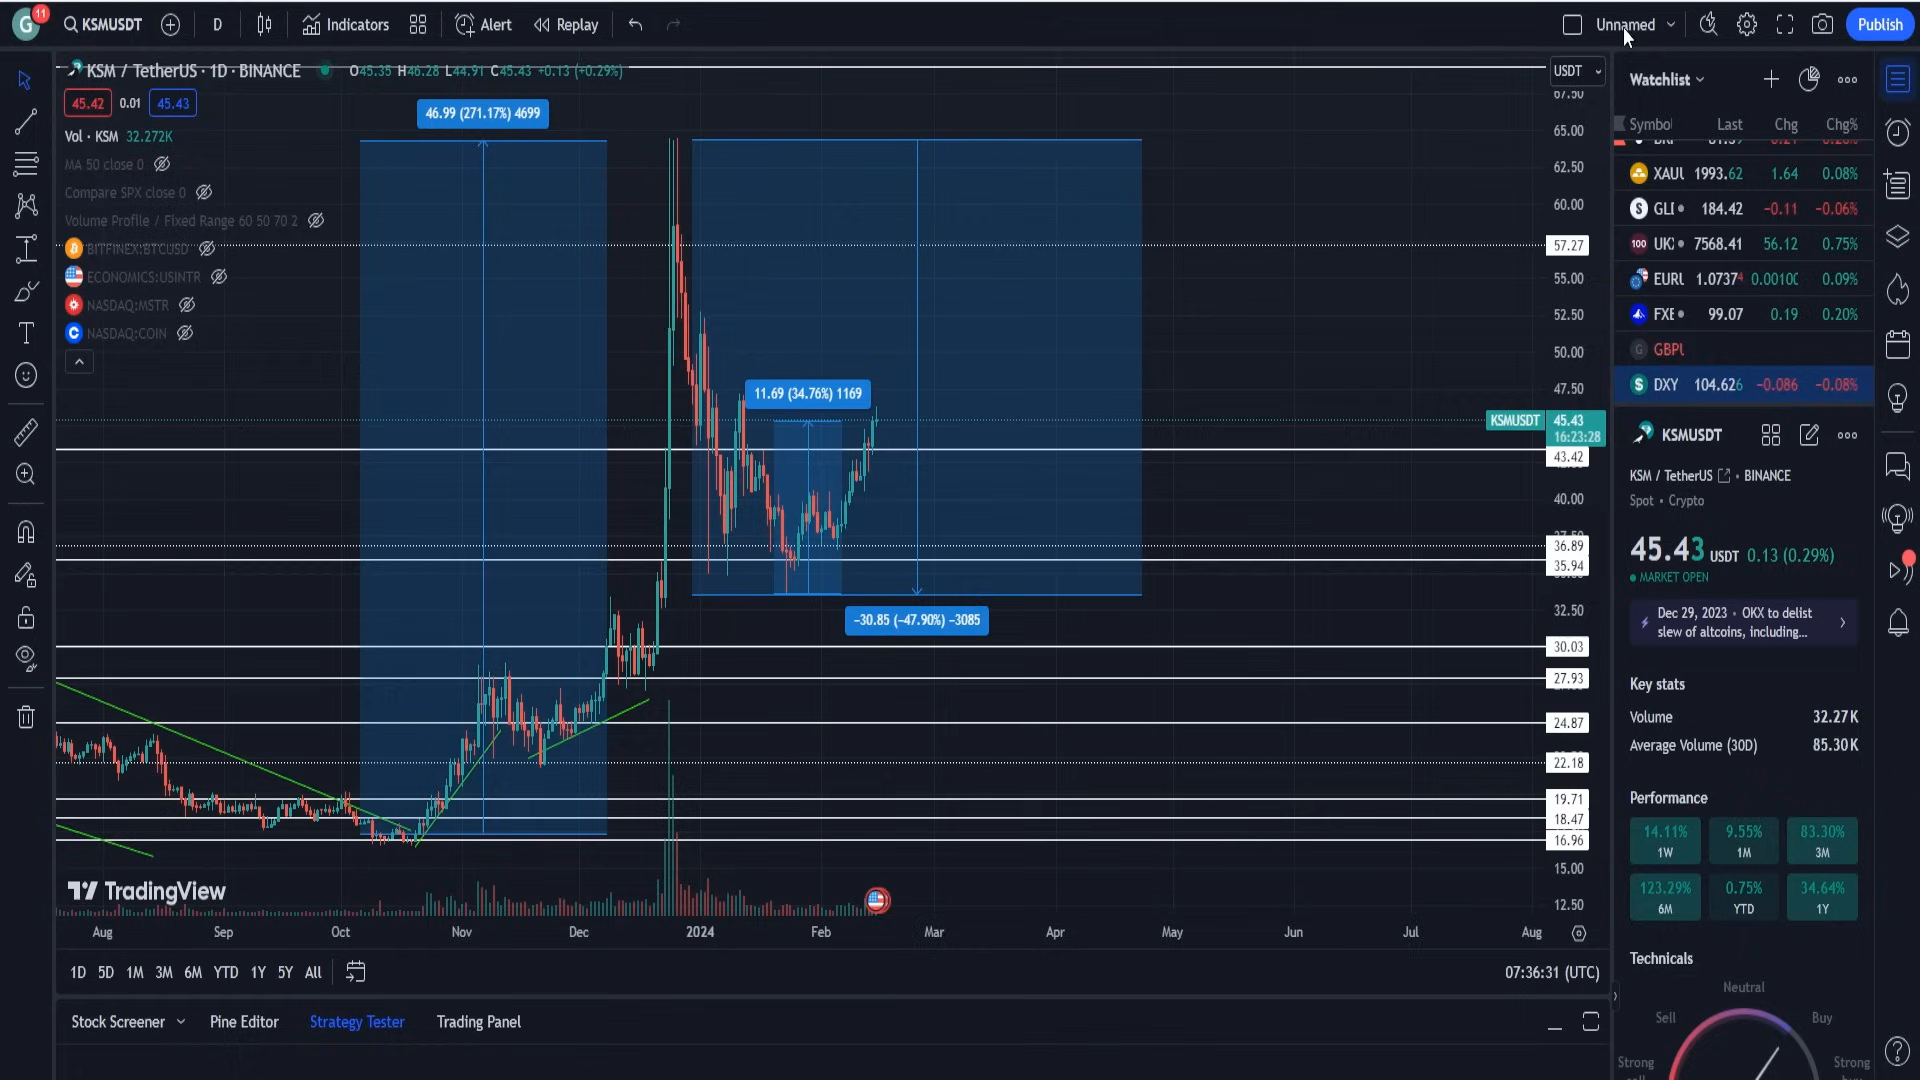 G
11
KSMUSDT
D
Indicators
Alert
Replay
Unnamed
Publish
KSM / TetherUS · 1D · BINANCE
O45.35 H46.28 L44.91 C45.43 +0.13 (+0.29%)
45.42 0.01 45.43
Vol · KSM 32.272K
MA 50 close 0
Compare SPX close 0
Volume Profile / Fixed Range 60 50 70 2
BITFINEX:BTCUSD
ECONOMICS:USINTR
NASDAQ:MSTR
NASDAQ:COIN
46.99 (271.17%) 4699
11.69 (34.76%) 1169
−30.85 (−47.90%) −3085
USDT
67.50
65.00
62.50
60.00
57.27
55.00
52.50
50.00
47.50
KSMUSDT 45.43
16:23:28
43.42
40.00
36.89
35.94
32.50
30.03
27.93
24.87
22.18
19.71
18.47
16.96
15.00
12.50
TradingView
Aug Sep Oct Nov Dec 2024 Feb Mar Apr May Jun Jul Aug
1D 5D 1M 3M 6M YTD 1Y 5Y All
07:36:31 (UTC)
Stock Screener Pine Editor Strategy Tester Trading Panel
Watchlist
Symbol Last Chg Chg%
XAUU 1993.62 1.64 0.08%
S GLD 184.42 −0.11 −0.06%
100 UK 7568.41 56.12 0.75%
EURU 1.07374 0.00100 0.09%
FXE 99.07 0.19 0.20%
G GBPU
$ DXY 104.626 −0.086 −0.08%
KSMUSDT
KSM / TetherUS • BINANCE
Spot • Crypto
45.43 USDT 0.13 (0.29%)
MARKET OPEN
Dec 29, 2023 • OKX to delist
slew of altcoins, including...
Key stats
Volume 32.27K
Average Volume (30D) 85.30K
Performance
14.11% 9.55% 83.30%
1W 1M 3M
123.29% 0.75% 34.64%
6M YTD 1Y
Technicals
Neutral
Sell Buy
Strong Strong